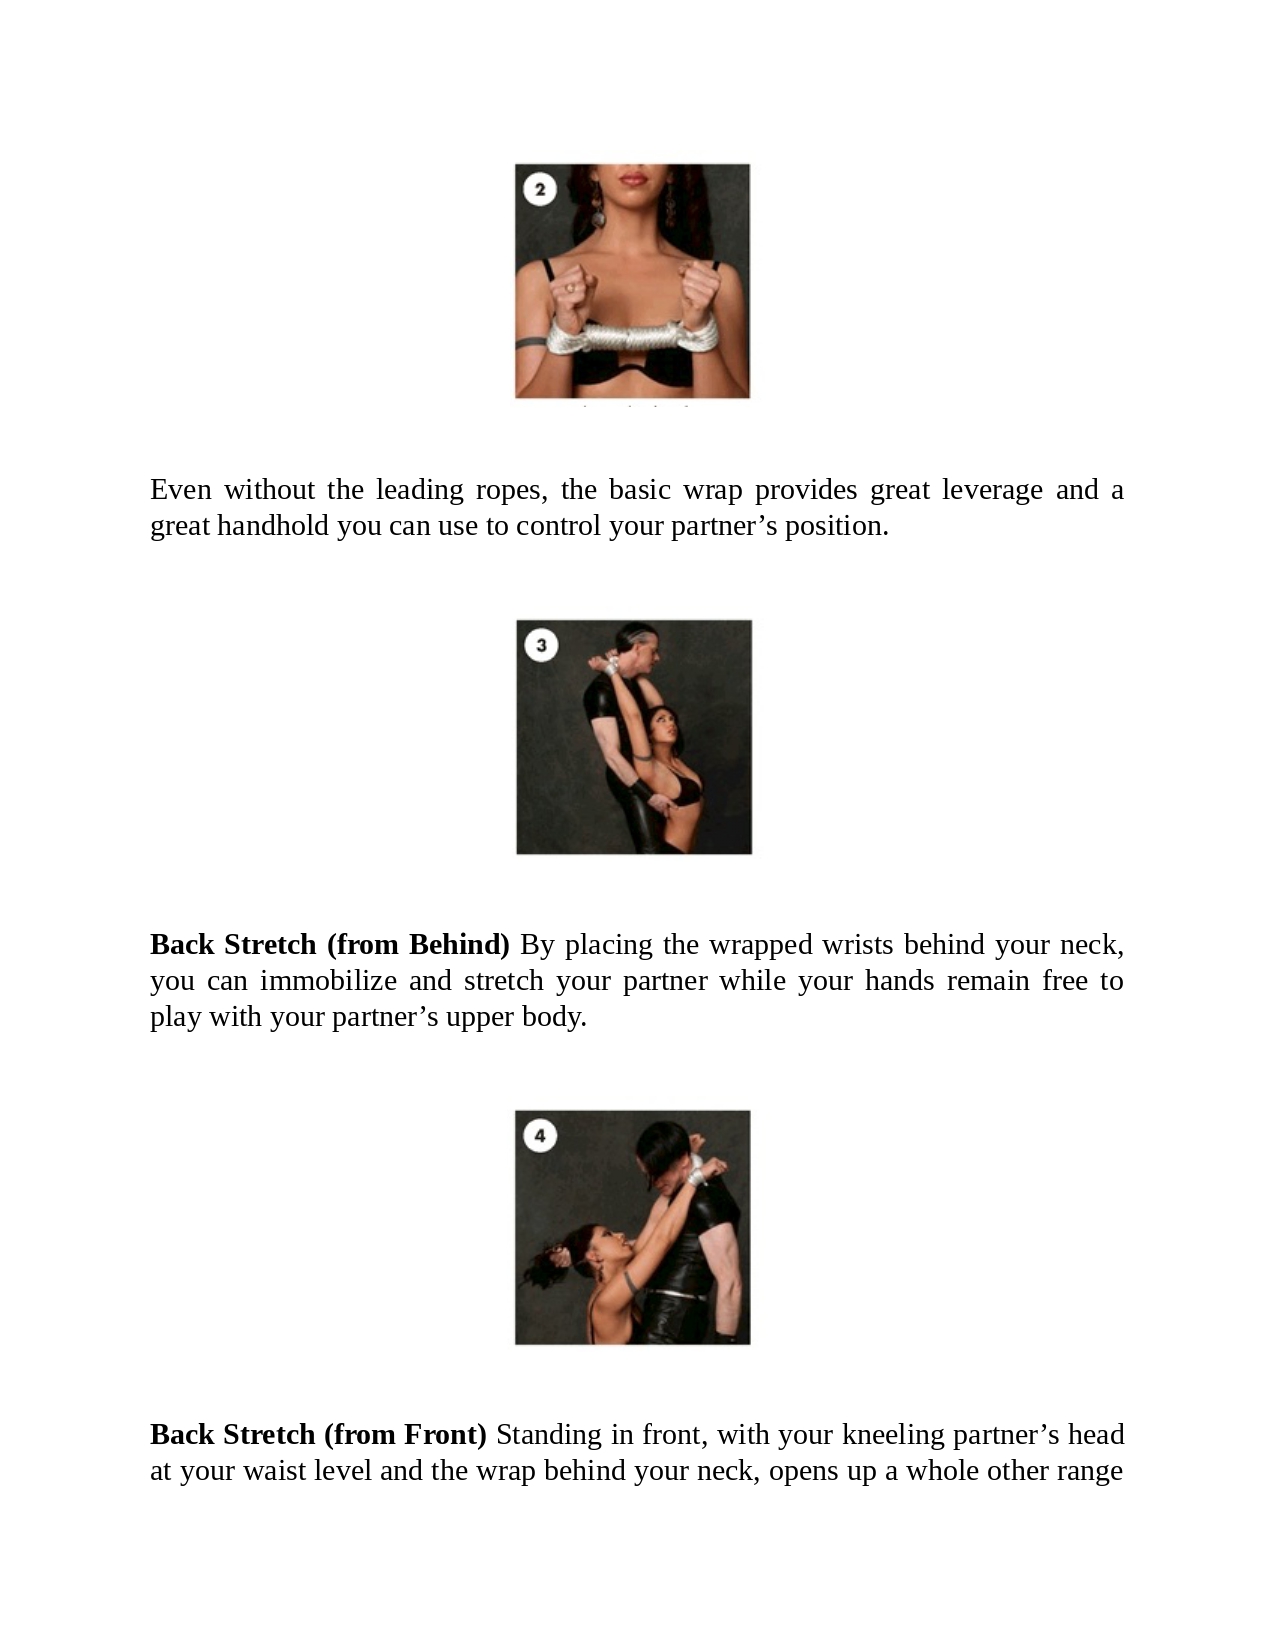 2
Even without the leading ropes, the basic wrap provides great leverage and a
great handhold you can use to control your partner’s position.
3
Back Stretch (from Behind) By placing the wrapped wrists behind your neck,
you can immobilize and stretch your partner while your hands remain free to
play with your partner’s upper body.
4
Back Stretch (from Front) Standing in front, with your kneeling partner’s head
at your waist level and the wrap behind your neck, opens up a whole other range